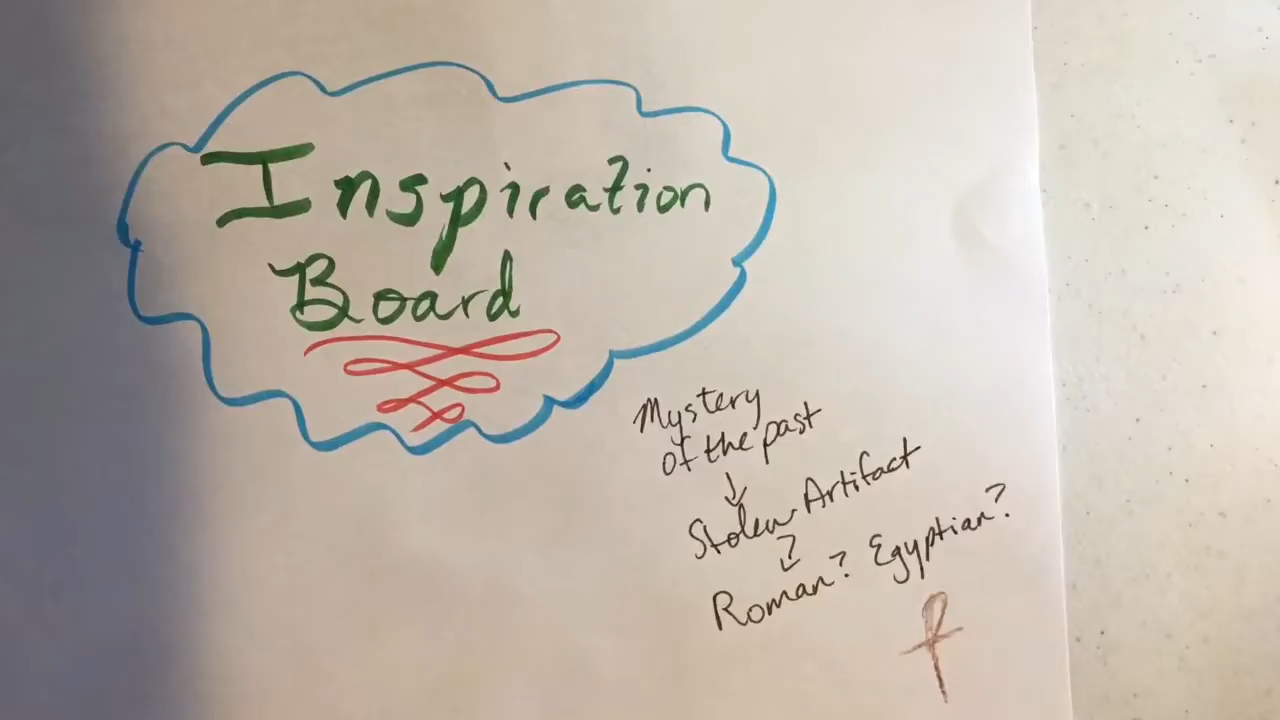 Inspiration
Board
Mystery
of the past
Stolen Artifact
Roman? Egyptian?